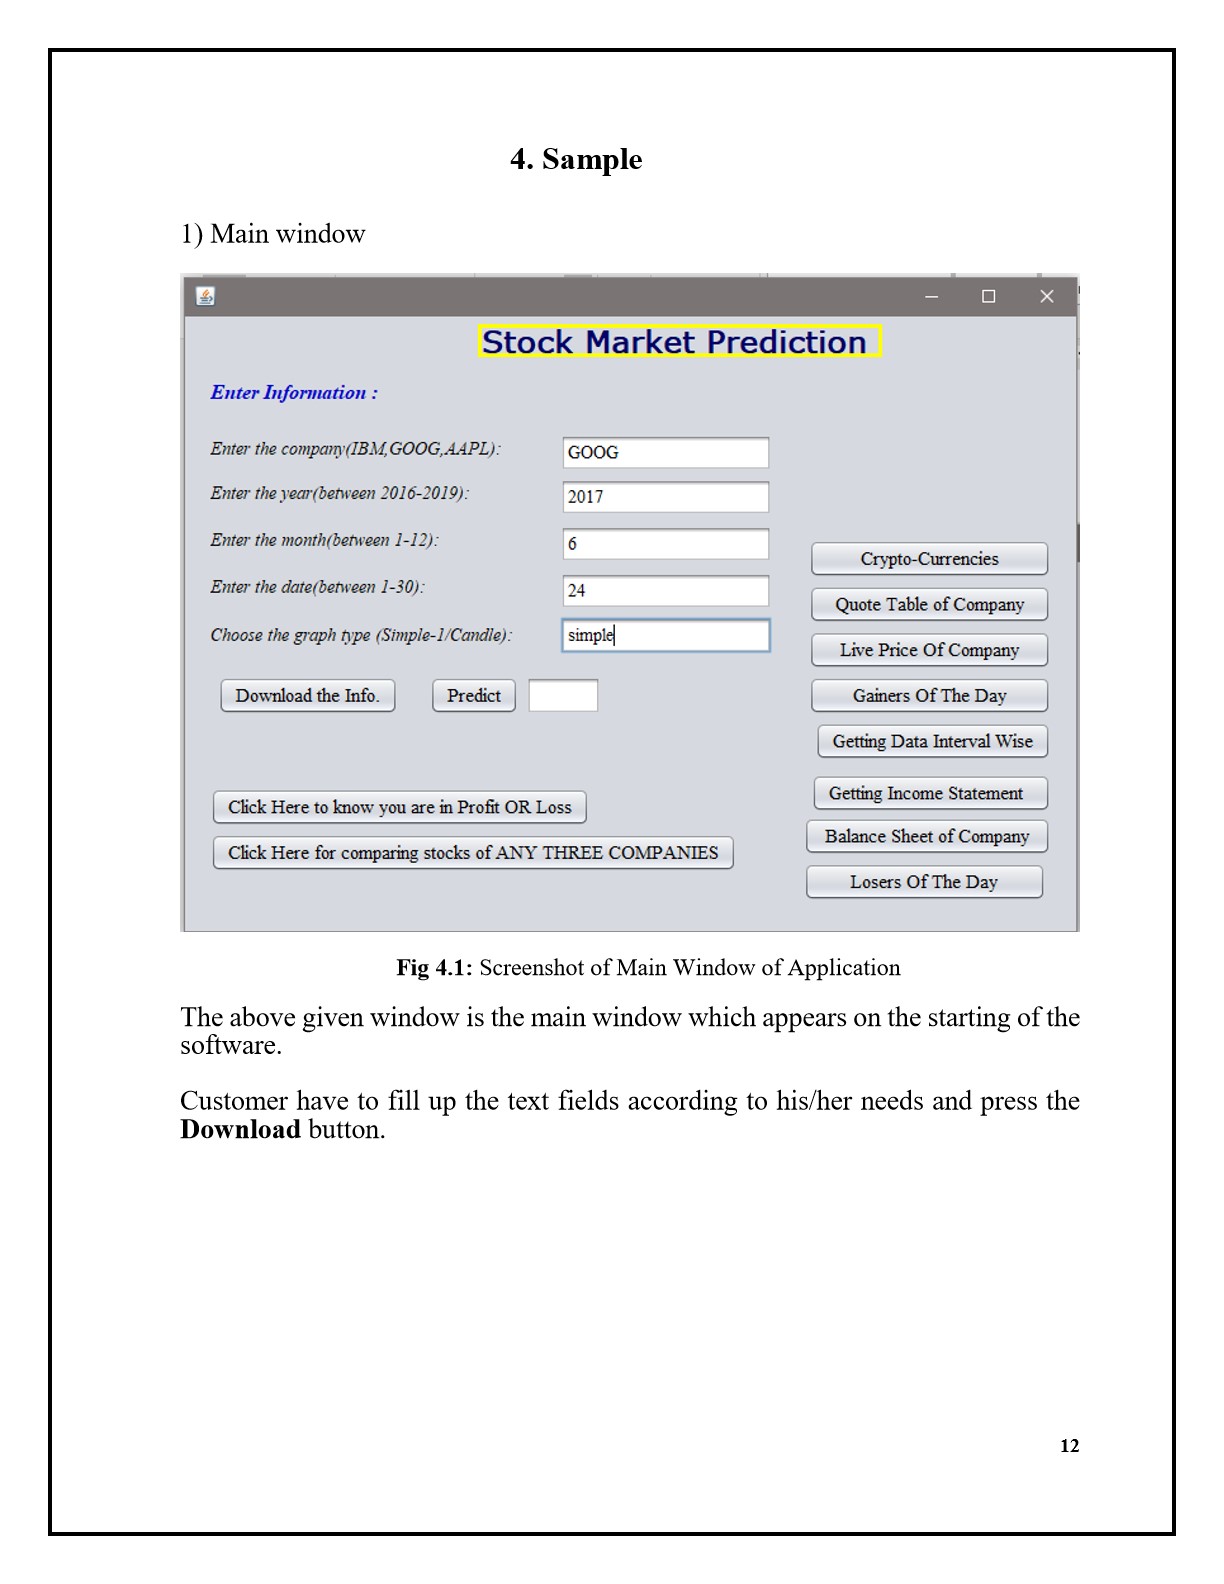 4. Sample
1) Main window
Stock Market Prediction
Enter Information :
Enter the company(IBM,GOOG,AAPL):
GOOG
Enter the year(between 2016-2019):
2017
Enter the month(between 1-12):
6
Enter the date(between 1-30):
24
Choose the graph type (Simple-1/Candle):
simple
Download the Info.
Predict
Click Here to know you are in Profit OR Loss
Click Here for comparing stocks of ANY THREE COMPANIES
Crypto-Currencies
Quote Table of Company
Live Price Of Company
Gainers Of The Day
Getting Data Interval Wise
Getting Income Statement
Balance Sheet of Company
Losers Of The Day
Fig 4.1: Screenshot of Main Window of Application
The above given window is the main window which appears on the starting of the
software.
Customer have to fill up the text fields according to his/her needs and press the
Download button.
12